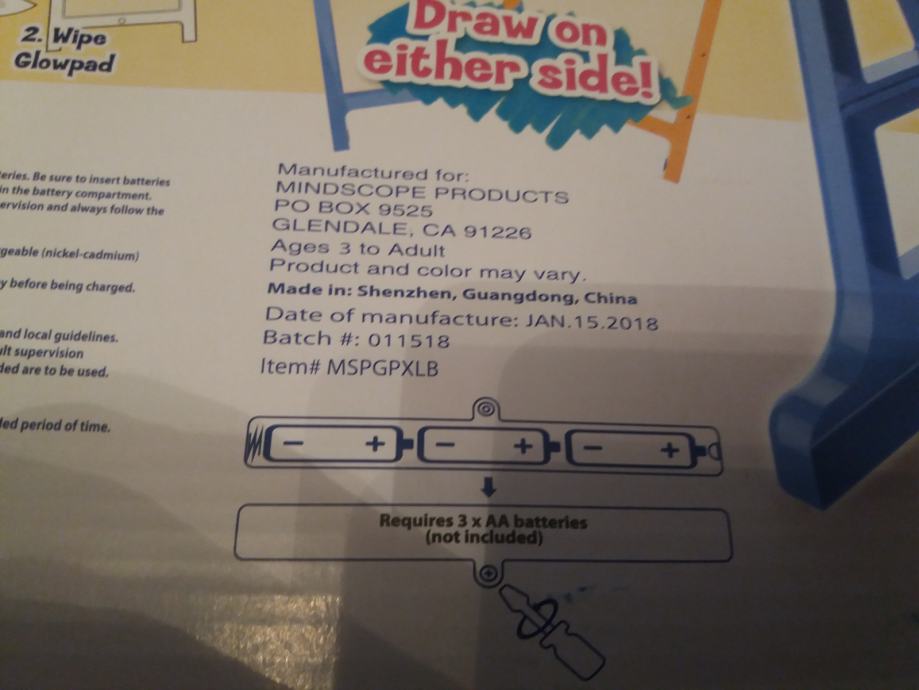 2. Wipe
Glowpad
Draw on
either side!
eries. Be sure to insert batteries
in the battery compartment.
ervision and always follow the
geable (nickel-cadmium)
y before being charged.
and local guidelines.
ult supervision
ded are to be used.
ded period of time.
Manufactured for:
MINDSCOPE PRODUCTS
PO BOX 9525
GLENDALE, CA 91226
Ages 3 to Adult
Product and color may vary.
Made in: Shenzhen, Guangdong, China
Date of manufacture: JAN.15.2018
Batch #: 011518
Item# MSPGPXLB
− + − + − +
Requires 3 x AA batteries
(not included)